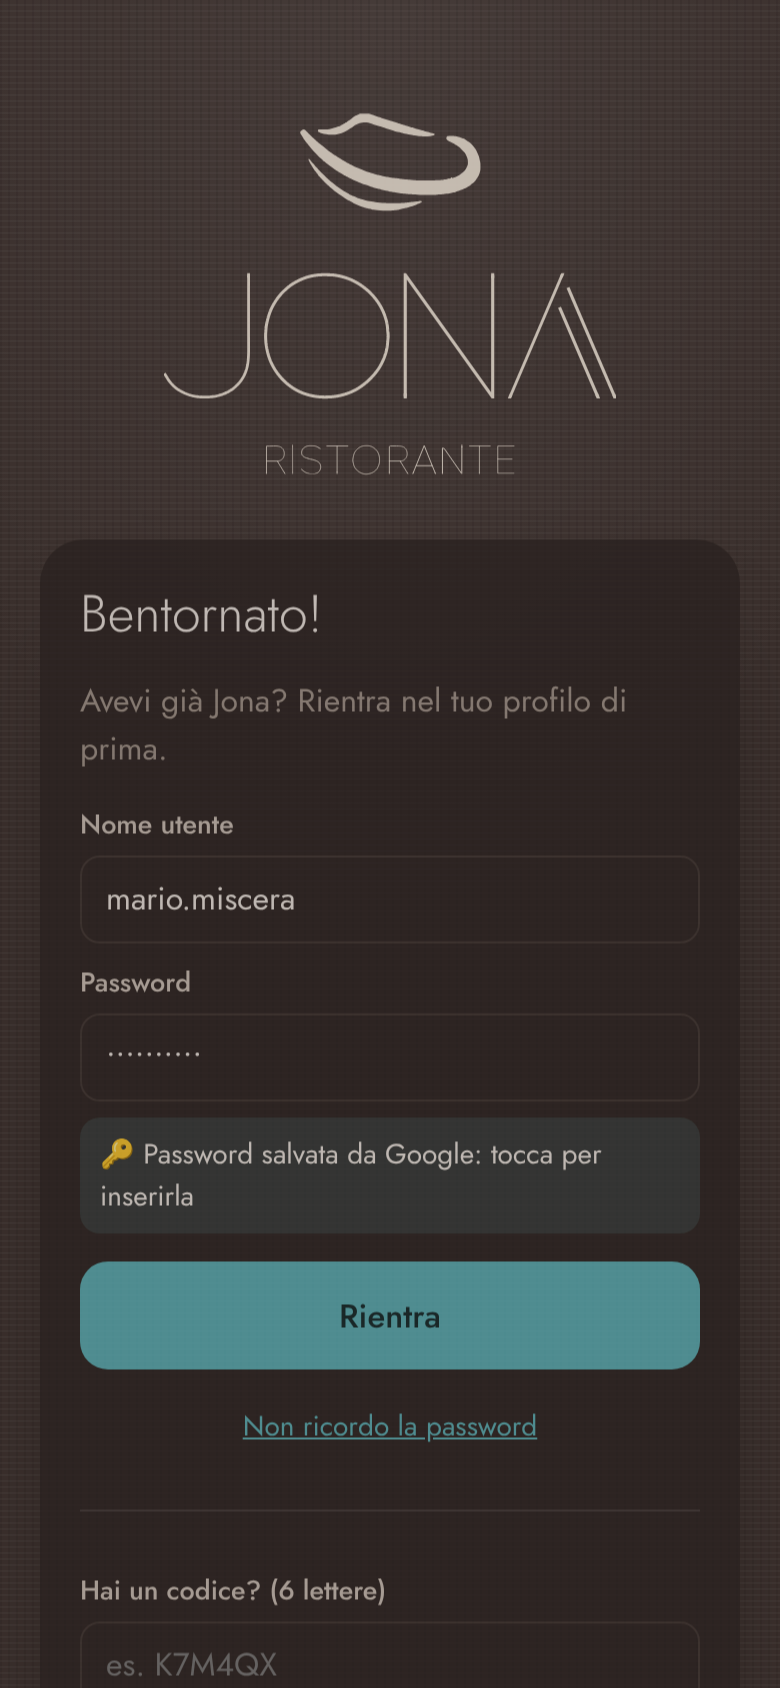 JONA
RISTORANTE
Bentornato!
Avevi già Jona? Rientra nel tuo profilo di
prima.
Nome utente
mario.miscera
Password
··········
🔑 Password salvata da Google: tocca per
inserirla
Rientra
Non ricordo la password
Hai un codice? (6 lettere)
es. K7M4QX